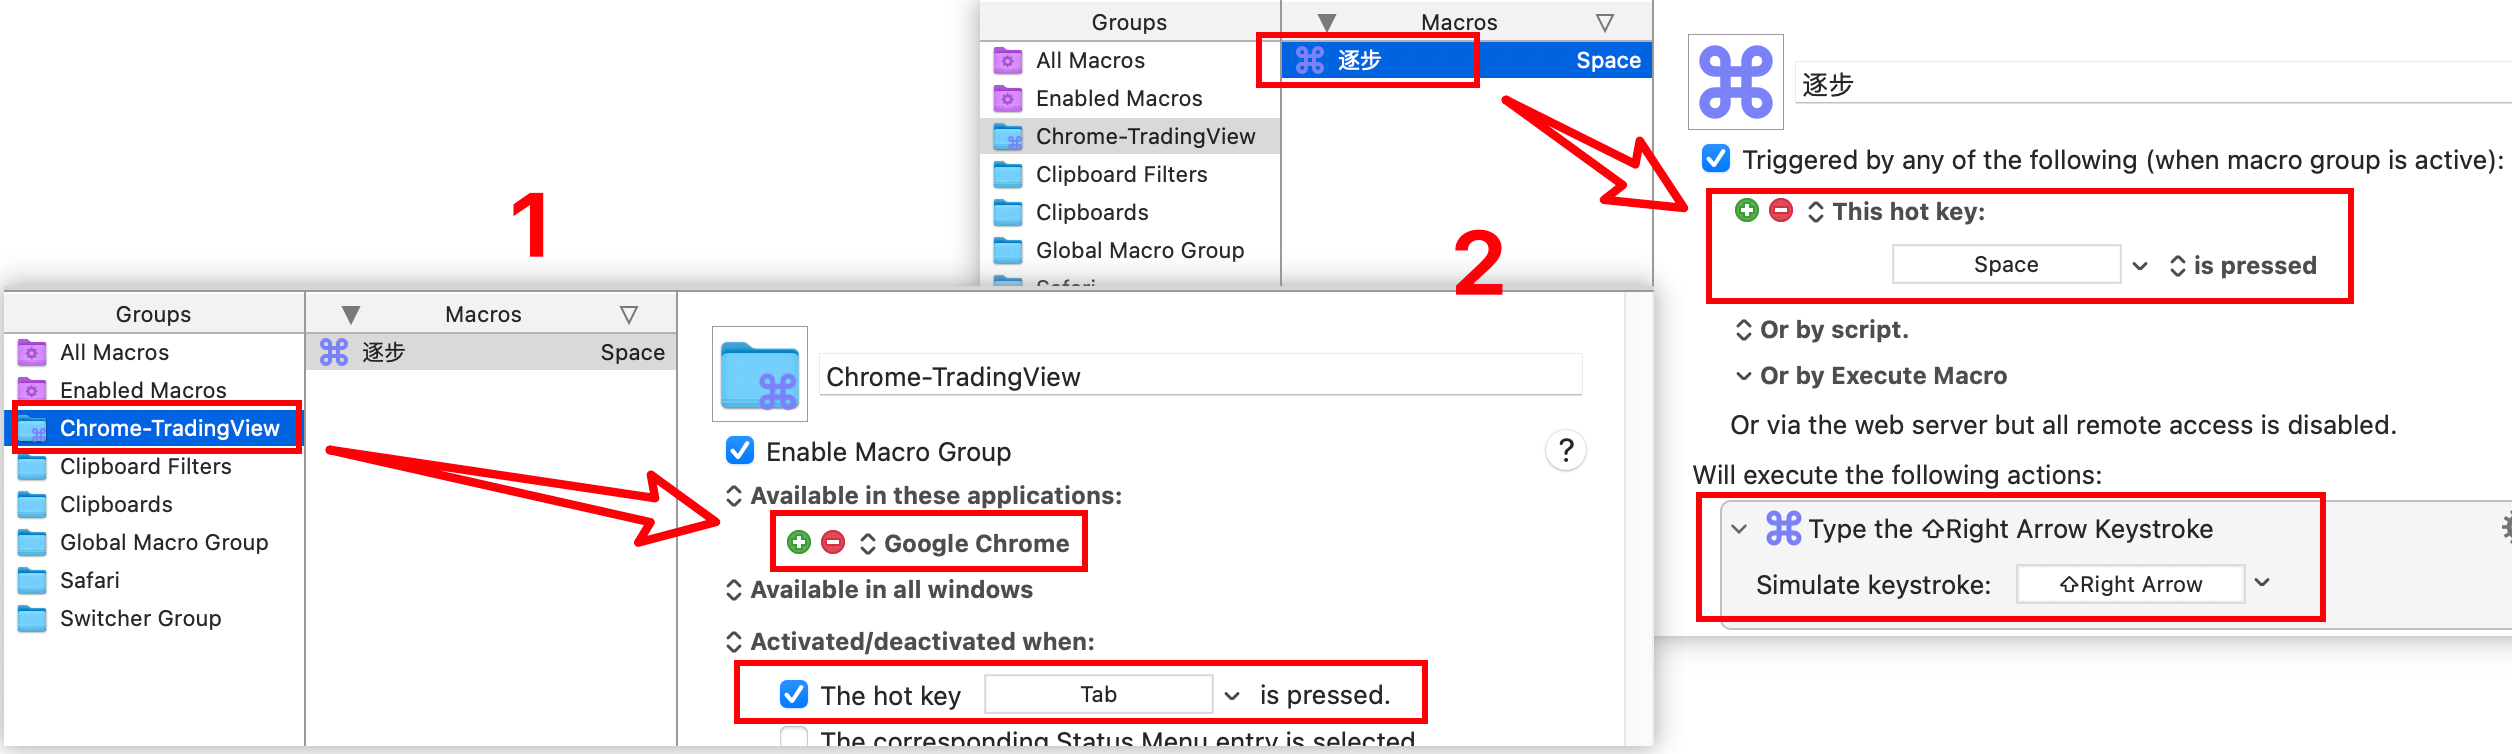 Groups
Macros
All Macros
Enabled Macros
Chrome-TradingView
Clipboard Filters
Clipboards
Global Macro Group
Safari
逐步 Space
逐步
Triggered by any of the following (when macro group is active):
This hot key:
Space is pressed
Or by script.
Or by Execute Macro
Or via the web server but all remote access is disabled.
Will execute the following actions:
Type the ⇧Right Arrow Keystroke
Simulate keystroke: ⇧Right Arrow
1
2
Groups
Macros
All Macros
Enabled Macros
Chrome-TradingView
Clipboard Filters
Clipboards
Global Macro Group
Safari
Switcher Group
逐步 Space
Chrome-TradingView
Enable Macro Group
?
Available in these applications:
Google Chrome
Available in all windows
Activated/deactivated when:
The hot key Tab is pressed.
The corresponding Status Menu entry is selected